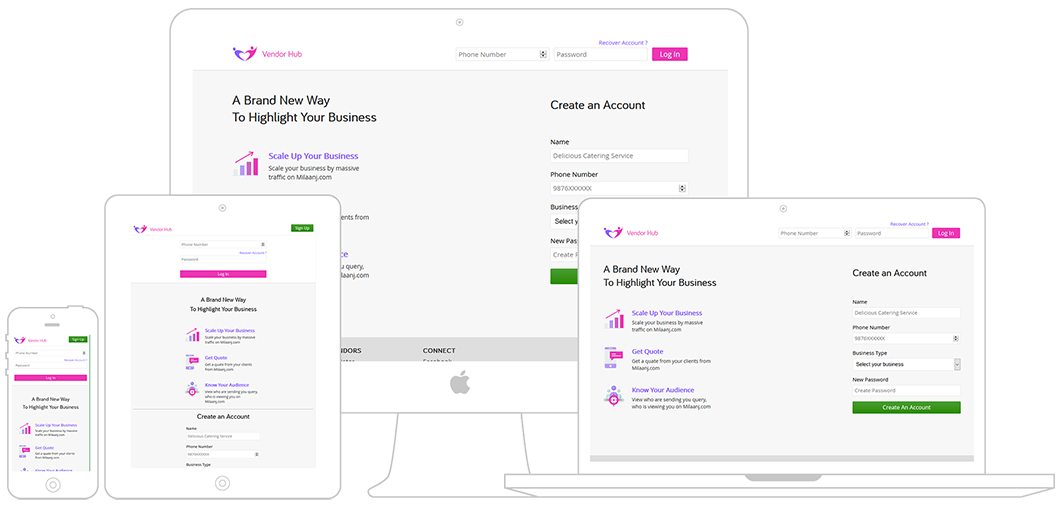 Vendor Hub
Recover Account ?
Phone Number
Password
Log In
A Brand New Way
To Highlight Your Business
Scale Up Your Business
Scale your business by massive
traffic on Milaanj.com
Create an Account
Name
Delicious Catering Service
Phone Number
9876XXXXXX
Business
Select y
New Pas
Create P
clients from
ce
u query,
nj.com
NDORS
CONNECT
Vendor Hub
Sign Up
Phone Number
Recover Account ?
Password
Log In
A Brand New Way
To Highlight Your Business
Scale Up Your Business
Scale your business by massive
traffic on Milaanj.com
Get Quote
Get a quote from your clients
from Milaanj.com
Know Your Audience
View who are sending you query,
who is viewing you on
Milaanj.com
Create an Account
Name
Delicious Catering Service
Phone Number
9876XXXXXX
Business Type
Vendor Hub
Sign Up
Phone Number
Recover Account ?
Password
Log In
A Brand New Way
To Highlight Your Business
Scale Up Your Business
Scale your business by massive
traffic on Milaanj.com
Get Quote
Get a quote from your clients
from Milaanj.com
Know Your Audience
Vendor Hub
Recover Account ?
Phone Number
Password
Log In
A Brand New Way
To Highlight Your Business
Scale Up Your Business
Scale your business by massive
traffic on Milaanj.com
Get Quote
Get a quote from your clients from
Milaanj.com
Know Your Audience
View who are sending you query,
who is viewing you on Milaanj.com
Create an Account
Name
Delicious Catering Service
Phone Number
9876XXXXXX
Business Type
Select your business
New Password
Create Password
Create An Account